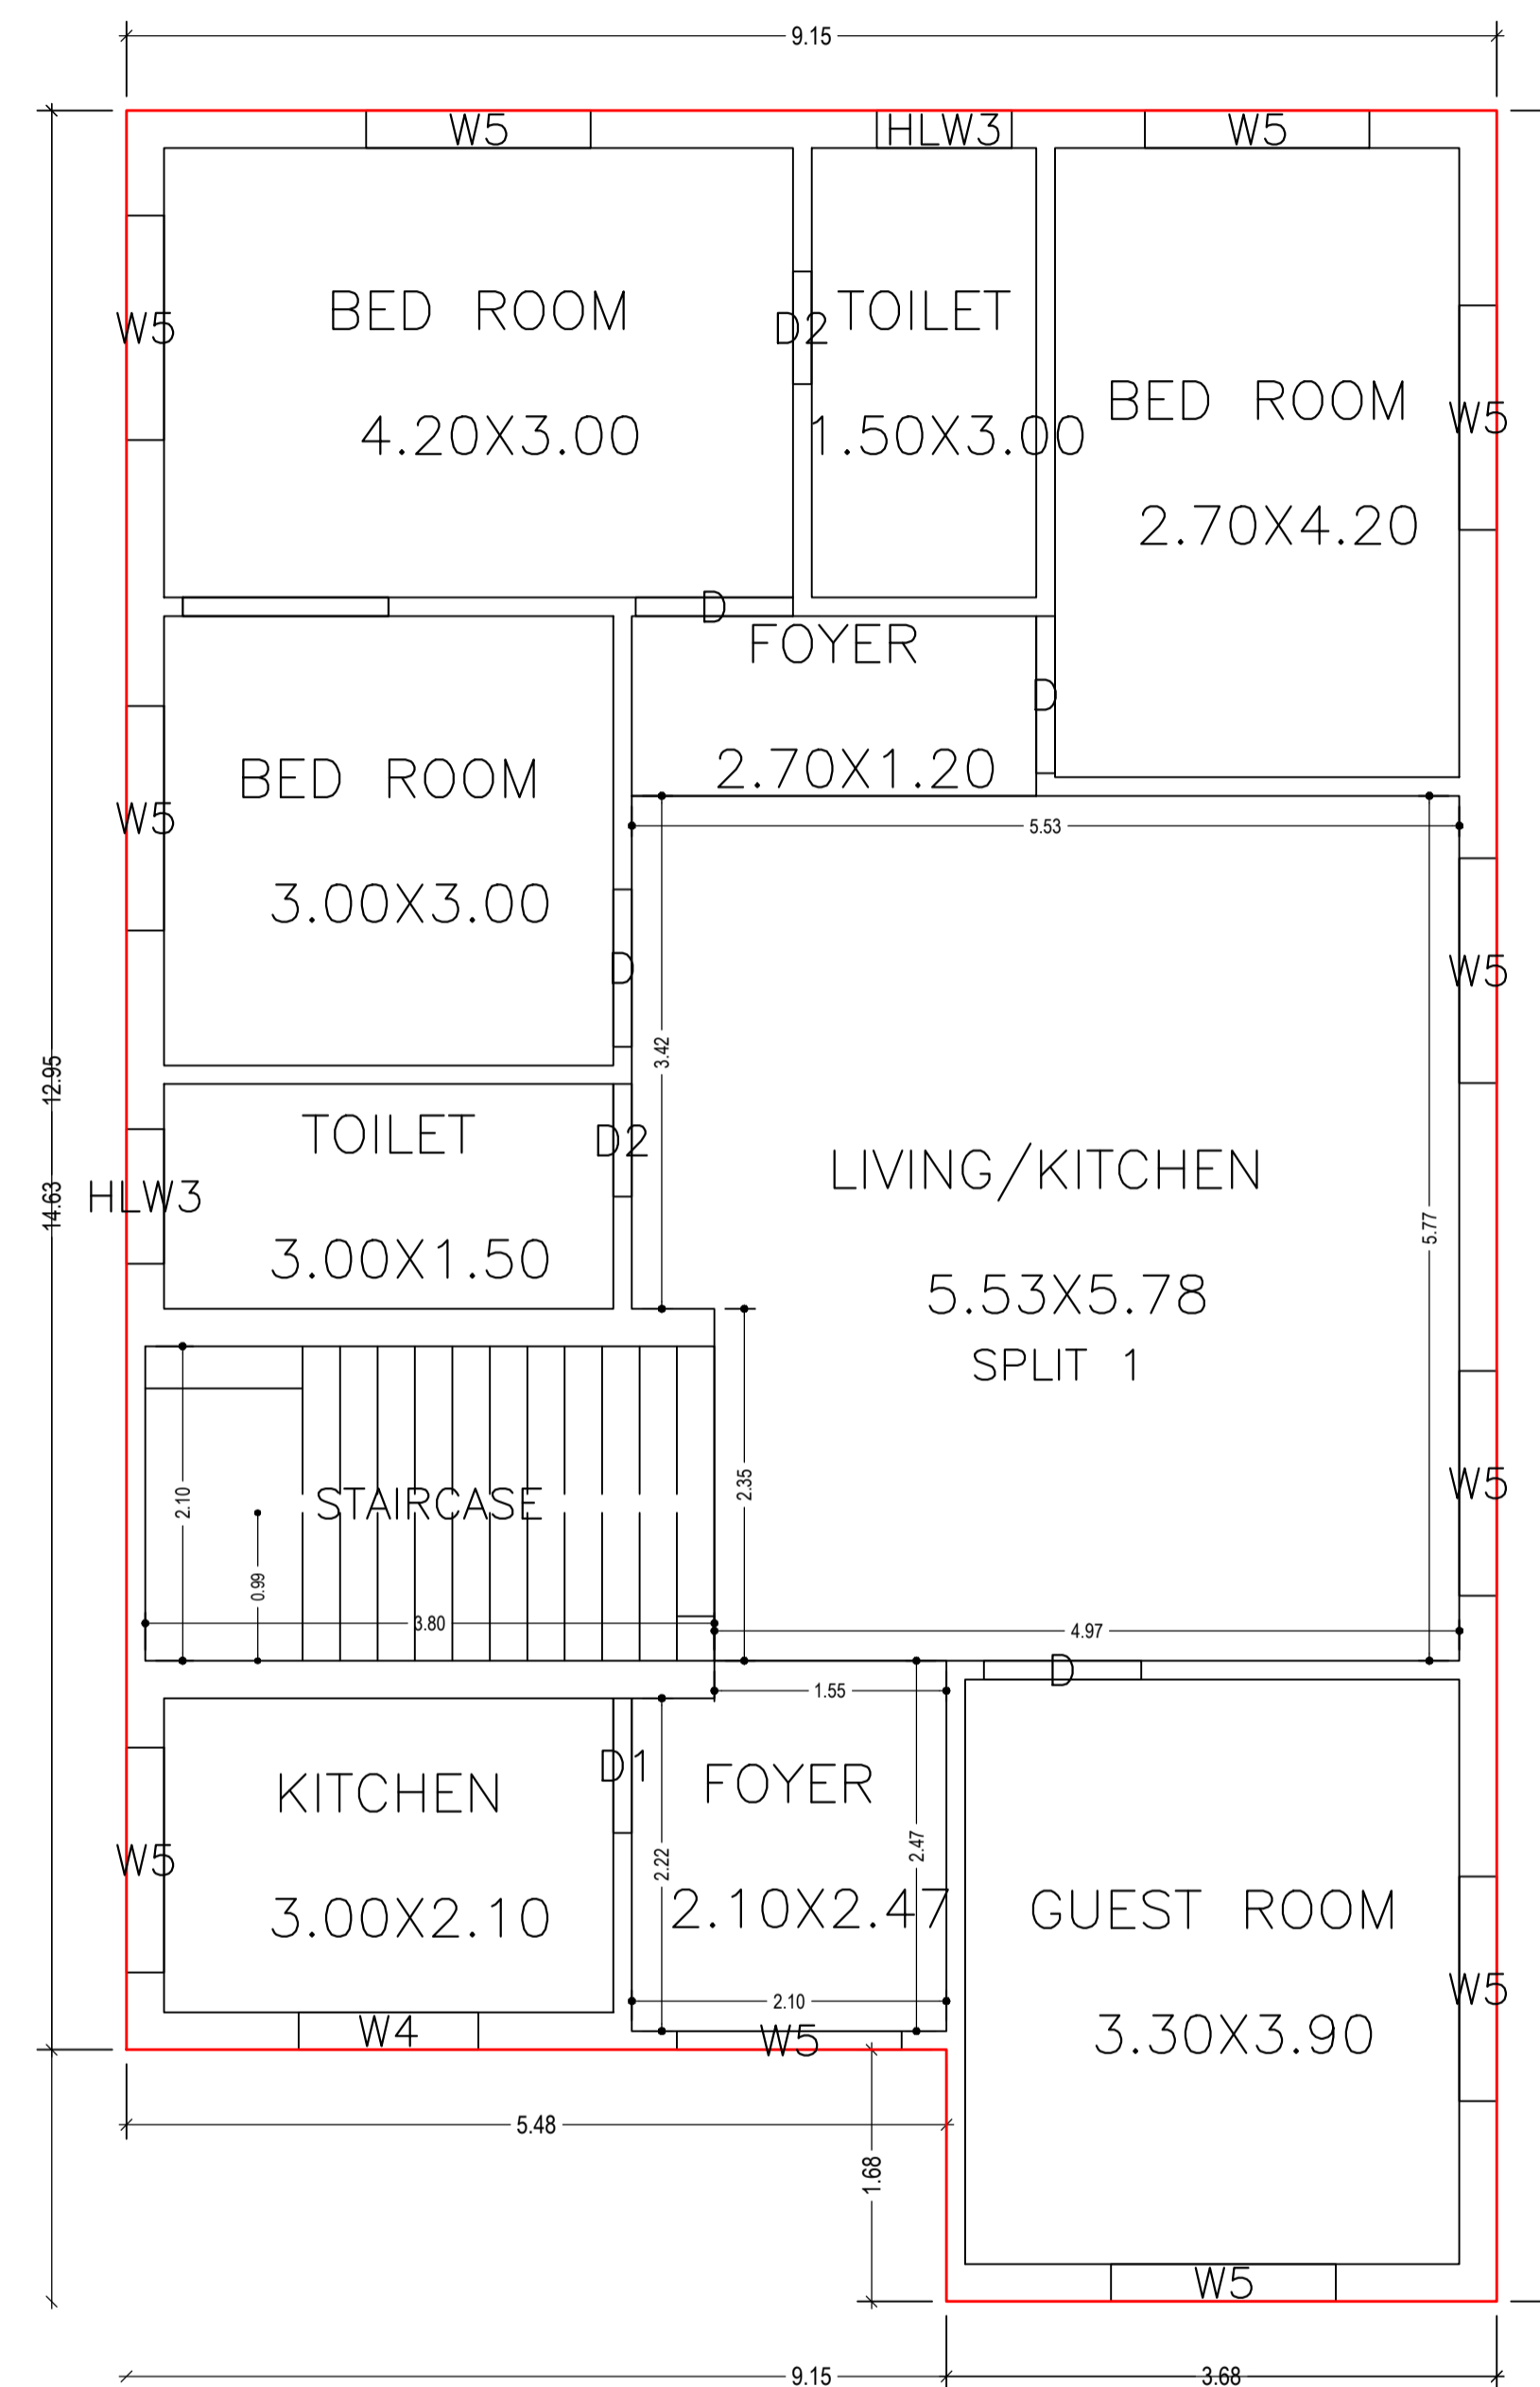 9.15
W5
HLW3
W5
BED ROOM
4.20X3.00
W5
D2
TOILET
1.50X3.00
BED ROOM
2.70X4.20
W5
D
FOYER
2.70X1.20
D
BED ROOM
3.00X3.00
W5
D
5.53
3.42
W5
12.95
14.63
TOILET
3.00X1.50
HLW3
D2
LIVING/KITCHEN
5.53X5.78
SPLIT 1
5.77
STAIRCASE
2.10
0.99
3.80
2.35
W5
4.97
D
1.55
KITCHEN
3.00X2.10
W5
D1
W4
FOYER
2.10X2.47
2.22
2.47
2.10
W5
GUEST ROOM
3.30X3.90
W5
5.48
1.68
W5
9.15
3.68